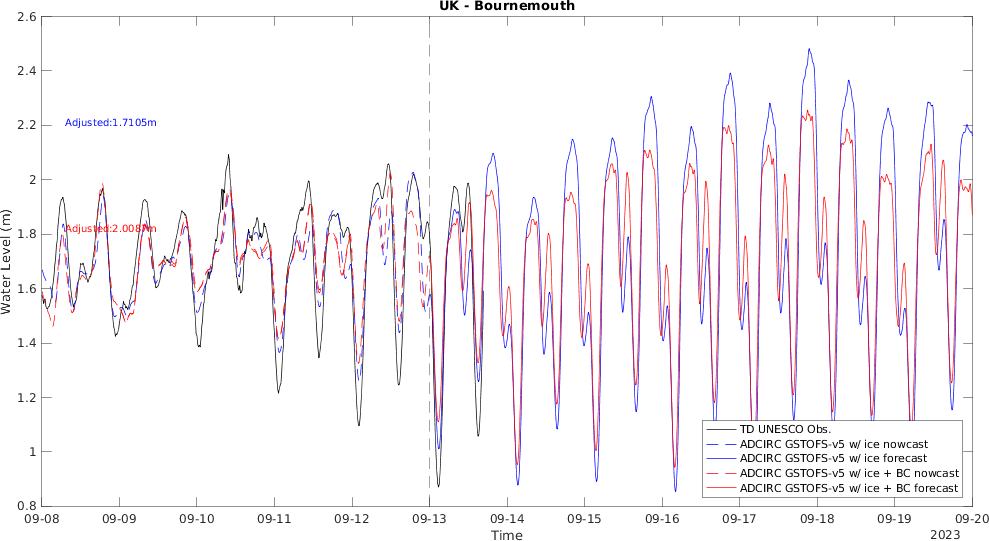 UK - Bournemouth
2.6
2.4
2.2
2
1.8
1.6
1.4
1.2
1
0.8
Water Level (m)
Adjusted:1.7105m
TD UNESCO Obs.
ADCIRC GSTOFS-v5 w/ ice nowcast
ADCIRC GSTOFS-v5 w/ ice forecast
ADCIRC GSTOFS-v5 w/ ice + BC nowcast
ADCIRC GSTOFS-v5 w/ ice + BC forecast
09-08 09-09 09-10 09-11 09-12 09-13 09-14 09-15 09-16 09-17 09-18 09-19 09-20
Time
2023